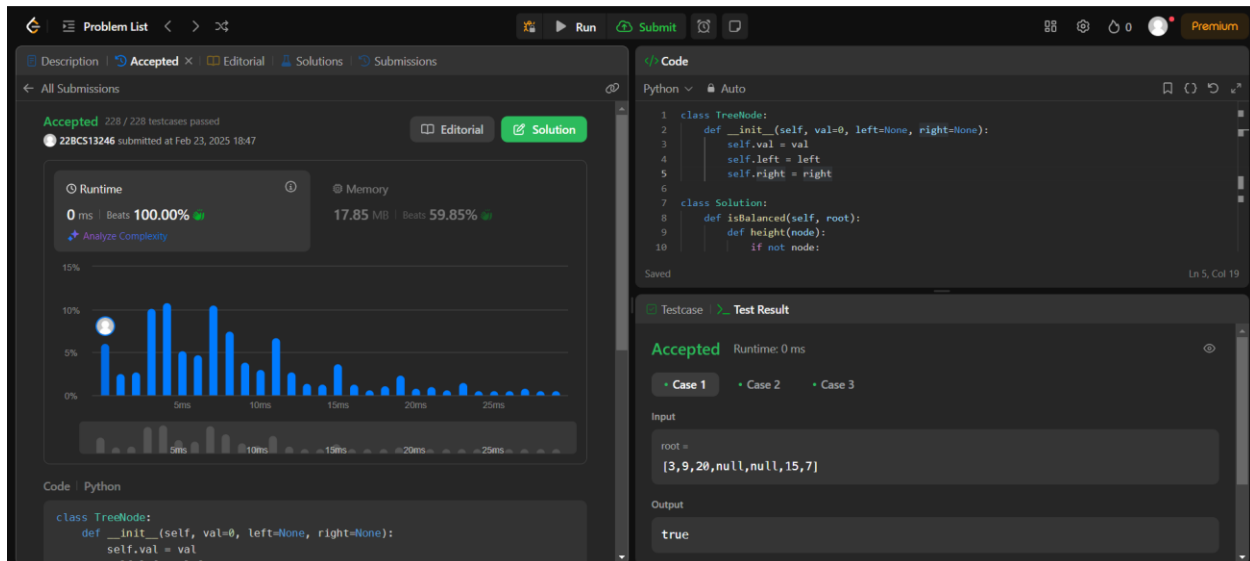 Problem List
Run
Submit
0
Premium
Description
Accepted
Editorial
Solutions
Submissions
All Submissions
Accepted 228 / 228 testcases passed
22BCS13246 submitted at Feb 23, 2025 18:47
Editorial
Solution
Runtime
0 ms | Beats 100.00%
Analyze Complexity
Memory
17.85 MB | Beats 59.85%
15%
10%
5%
0%
5ms 10ms 15ms 20ms 25ms
5ms 10ms 15ms 20ms 25ms
Code | Python
class TreeNode:
def __init__(self, val=0, left=None, right=None):
self.val = val
</> Code
Python
Auto
1 class TreeNode:
2 def __init__(self, val=0, left=None, right=None):
3 self.val = val
4 self.left = left
5 self.right = right
6
7 class Solution:
8 def isBalanced(self, root):
9 def height(node):
10 if not node:
Saved
Ln 5, Col 19
Testcase | >_ Test Result
Accepted Runtime: 0 ms
• Case 1 • Case 2 • Case 3
Input
root =
[3,9,20,null,null,15,7]
Output
true